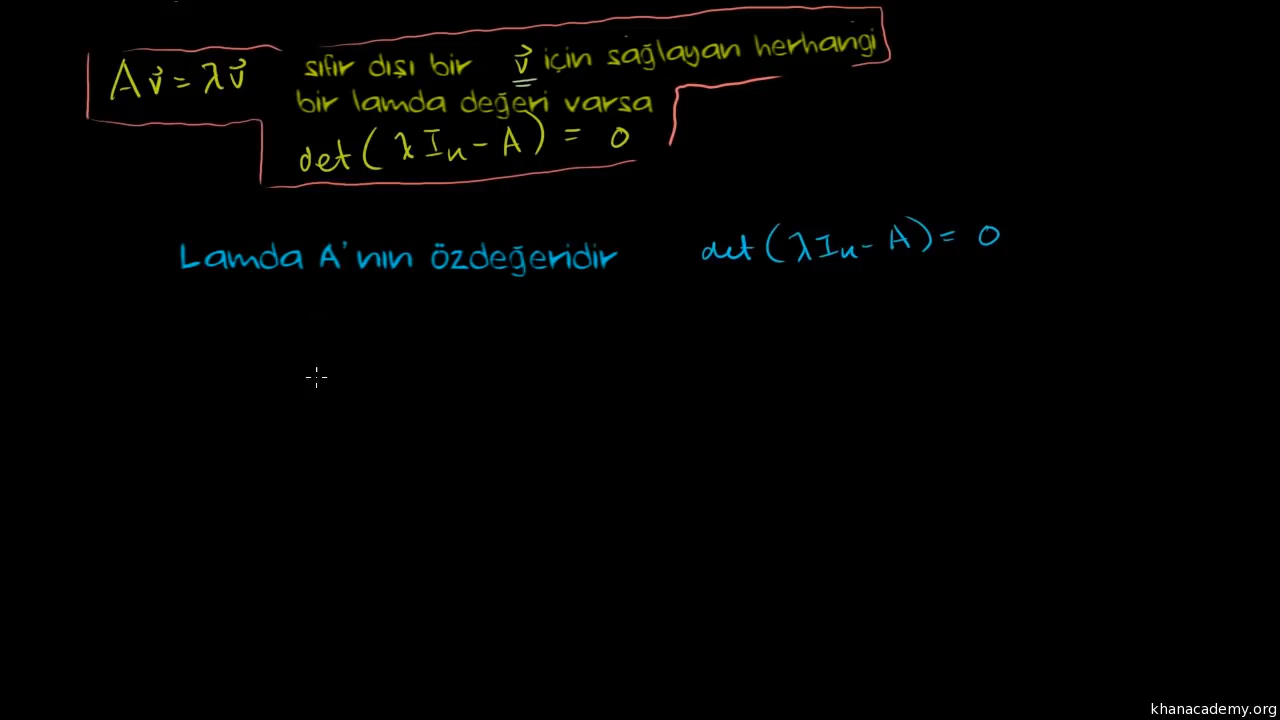 A v⃗ = λ v⃗ sıfır dışı bir v⃗ için sağlayan herhangi
bir lamda değeri varsa
det ( λ Iₙ - A ) = 0
Lamda A'nın özdeğeridir det ( λ Iₙ - A ) = 0
khanacademy.org